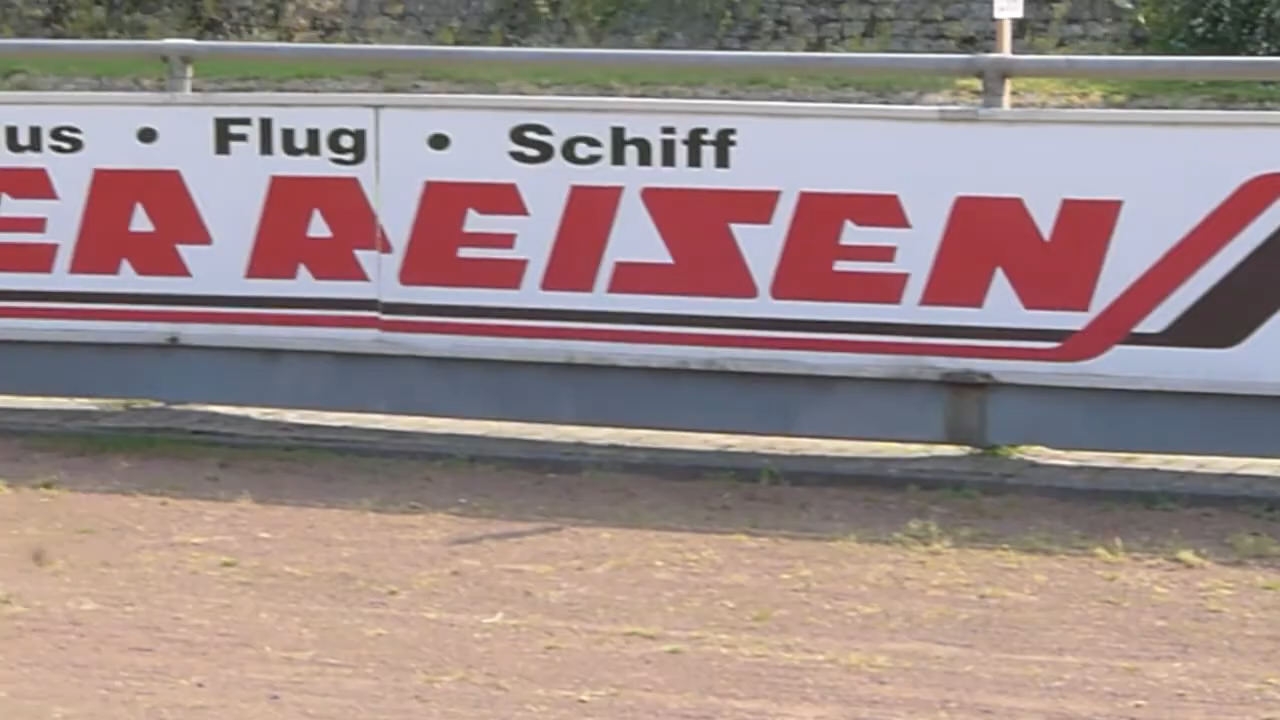 us • Flug • Schiff
ER REISEN